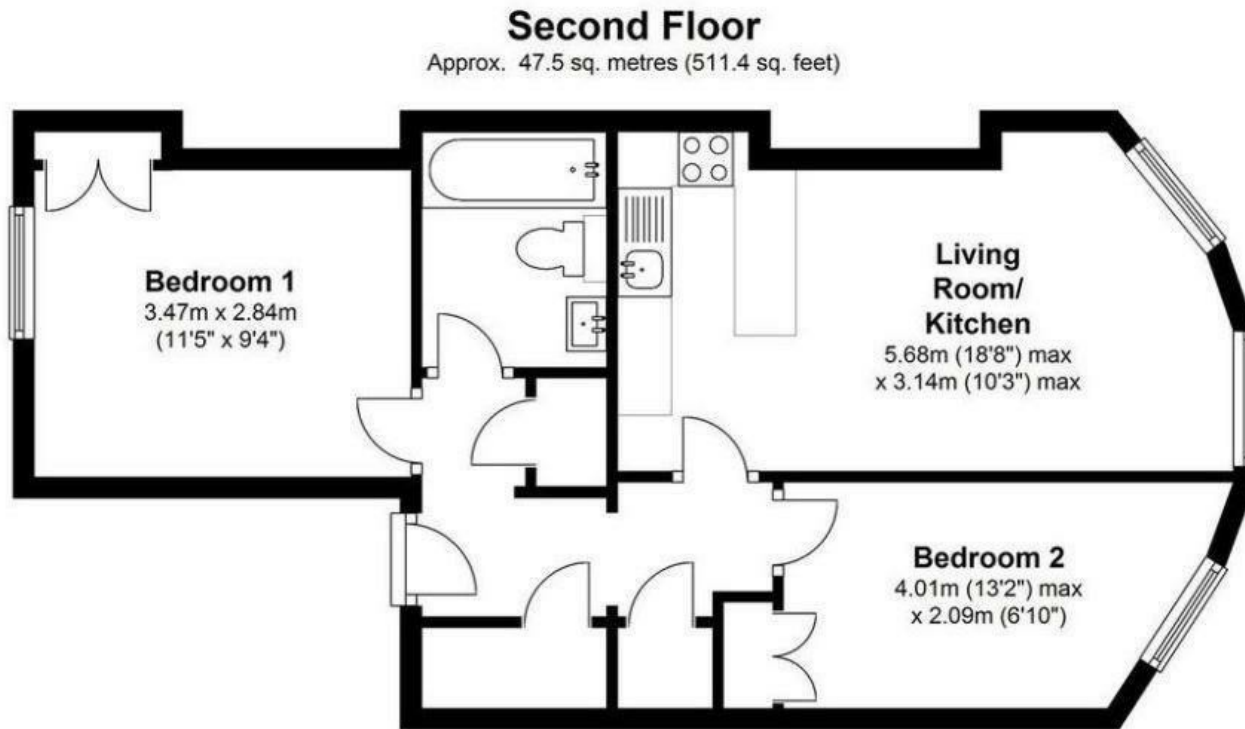 Second Floor
Approx. 47.5 sq. metres (511.4 sq. feet)
Bedroom 1
3.47m x 2.84m
(11'5" x 9'4")
Living
Room/
Kitchen
5.68m (18'8") max
x 3.14m (10'3") max
Bedroom 2
4.01m (13'2") max
x 2.09m (6'10")